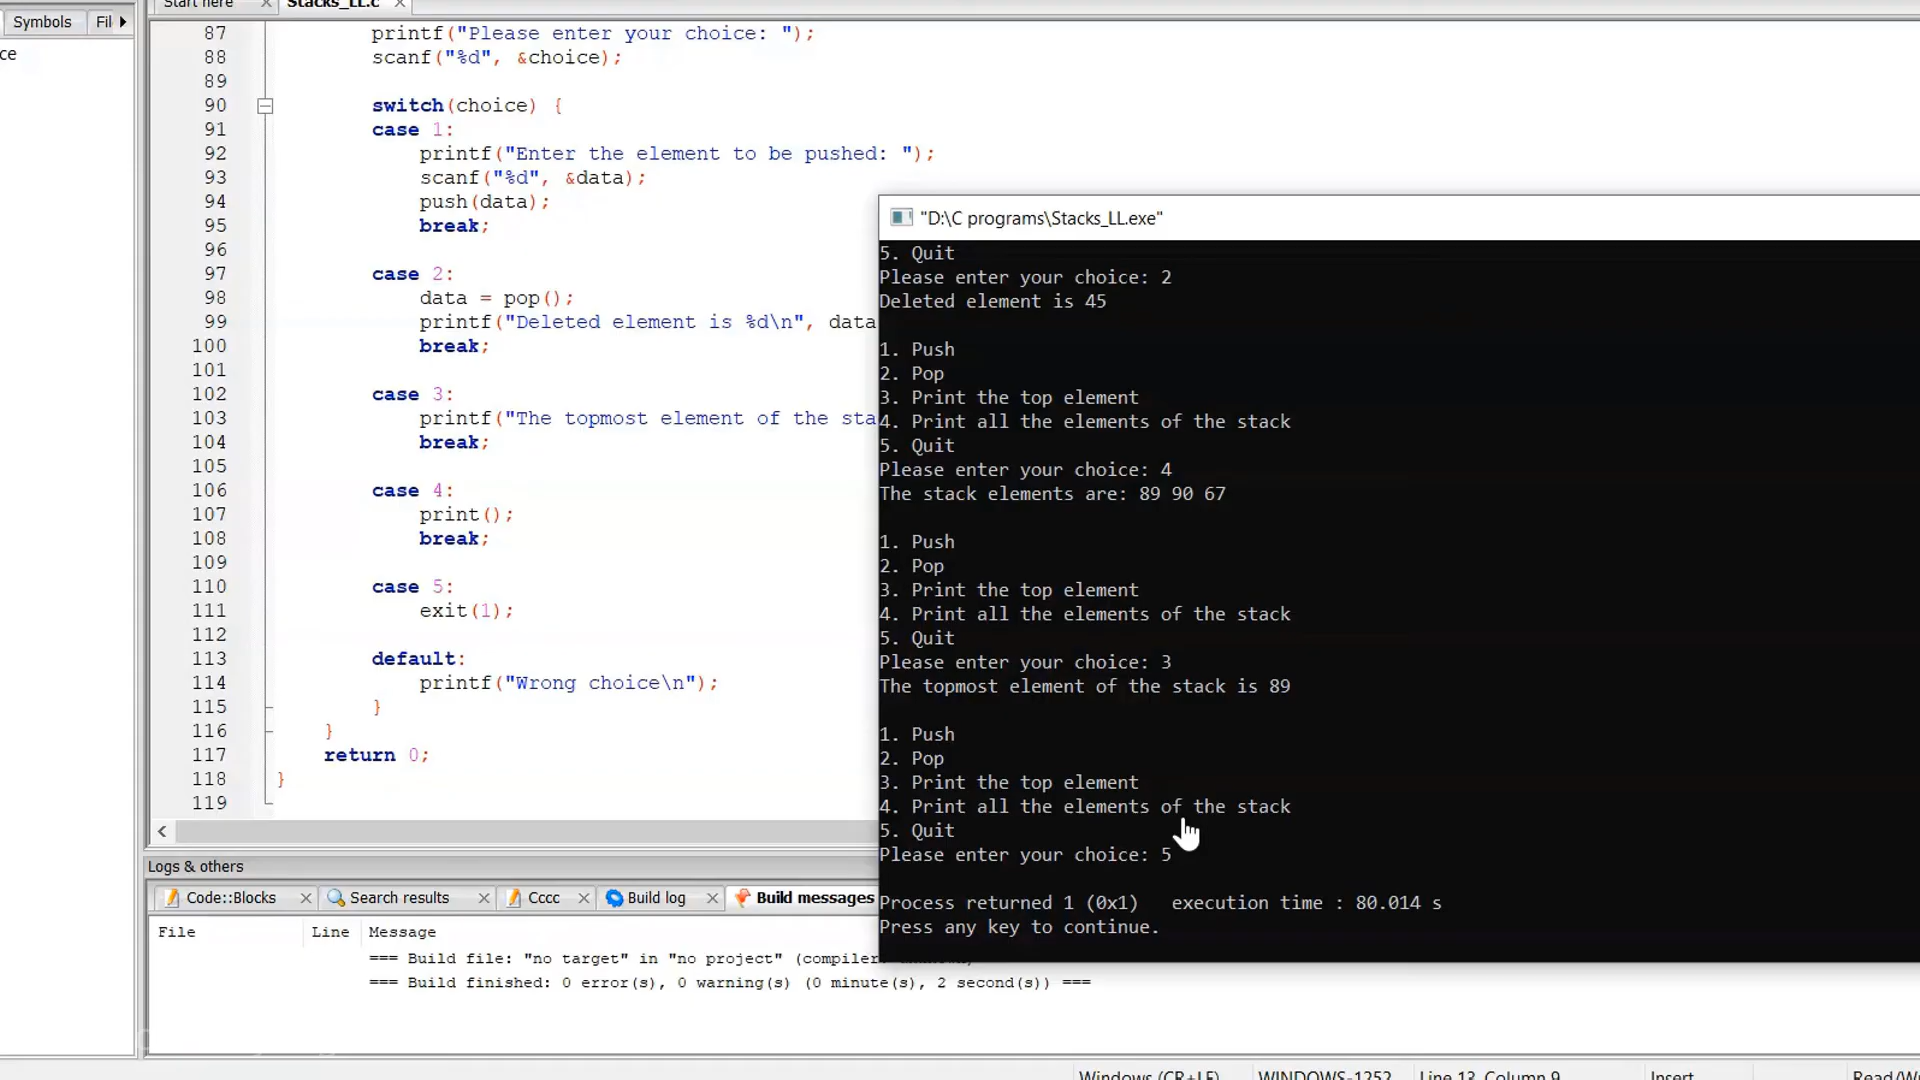 Start here
Stacks_LL.c
Symbols
Fil
ce
87 printf("Please enter your choice: ");
88 scanf("%d", &choice);
89
90 switch(choice) {
91 case 1:
92 printf("Enter the element to be pushed: ");
93 scanf("%d", &data);
94 push(data);
95 break;
96
97 case 2:
98 data = pop();
99 printf("Deleted element is %d\n", data
100 break;
101
102 case 3:
103 printf("The topmost element of the sta
104 break;
105
106 case 4:
107 print();
108 break;
109
110 case 5:
111 exit(1);
112
113 default:
114 printf("Wrong choice\n");
115 }
116 }
117 return 0;
118 }
119
"D:\C programs\Stacks_LL.exe"
5. Quit
Please enter your choice: 2
Deleted element is 45
1. Push
2. Pop
3. Print the top element
4. Print all the elements of the stack
5. Quit
Please enter your choice: 4
The stack elements are: 89 90 67
1. Push
2. Pop
3. Print the top element
4. Print all the elements of the stack
5. Quit
Please enter your choice: 3
The topmost element of the stack is 89
1. Push
2. Pop
3. Print the top element
4. Print all the elements of the stack
5. Quit
Please enter your choice: 5
Process returned 1 (0x1) execution time : 80.014 s
Press any key to continue.
Logs & others
Code::Blocks
Search results
Cccc
Build log
Build messages
File Line Message
=== Build file: "no target" in "no project" (compiler:
=== Build finished: 0 error(s), 0 warning(s) (0 minute(s), 2 second(s)) ===
Windows (CR+LF) WINDOWS-1252 Line 13, Column 9 Insert Read/Wr